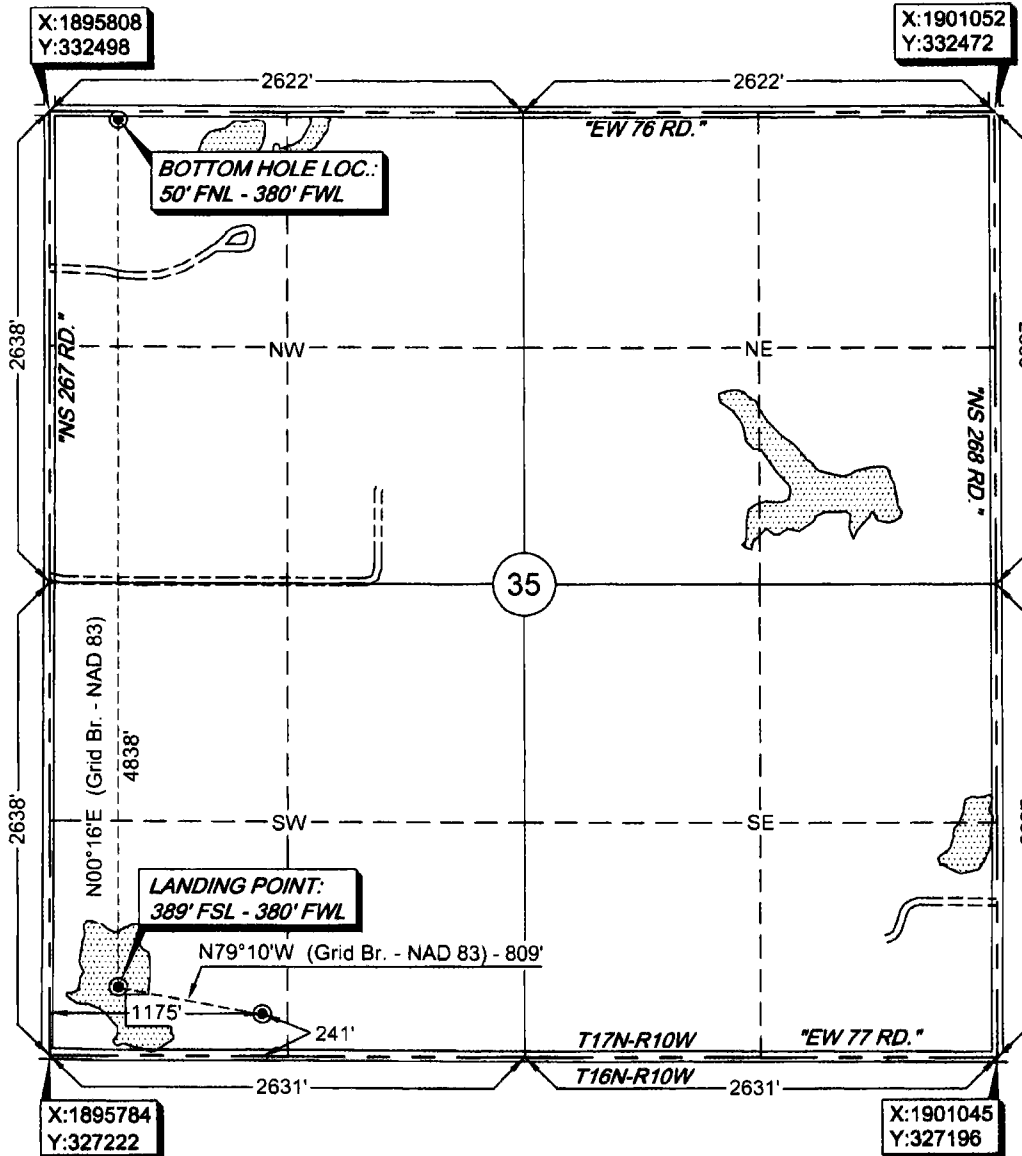 X:1895808
Y:332498
X:1901052
Y:332472
2622'
2622'
"EW 76 RD."
BOTTOM HOLE LOC.:
50' FNL - 380' FWL
2638'
"NS 267 RD."
NW
NE
"NS 268 RD."
35
N00°16'E (Grid Br. - NAD 83)
4838'
2638'
SW
SE
LANDING POINT:
389' FSL - 380' FWL
N79°10'W (Grid Br. - NAD 83) - 809'
1175'
241'
T17N-R10W
"EW 77 RD."
T16N-R10W
2631'
2631'
X:1895784
Y:327222
X:1901045
Y:327196